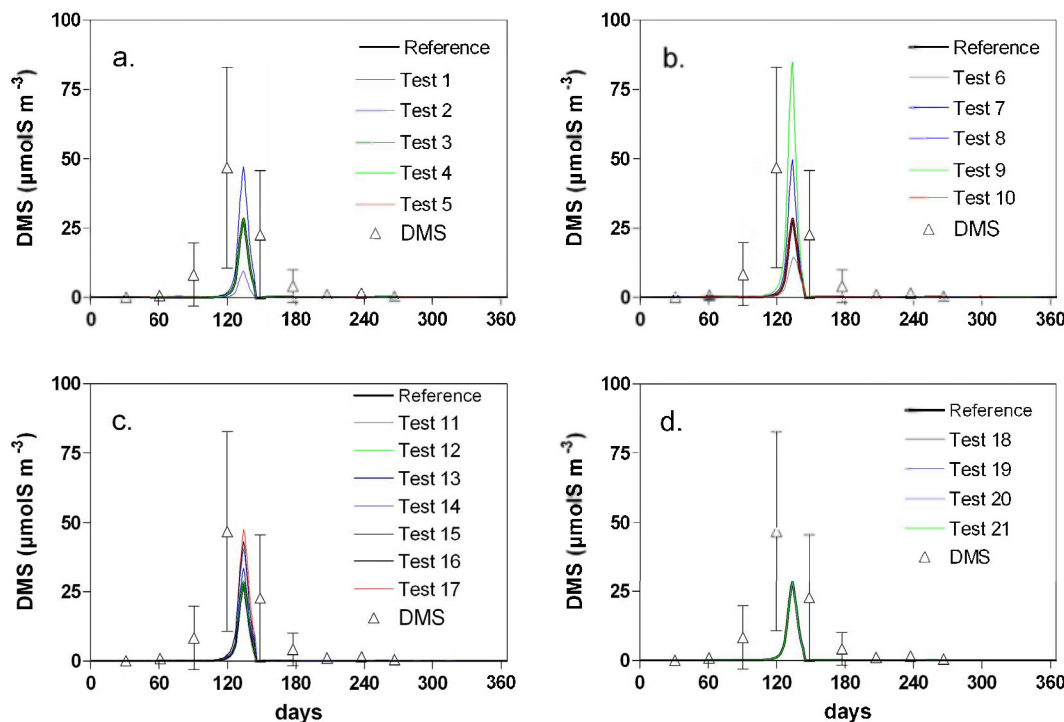 a.
DMS (µmolS m⁻³)
100
75
50
25
0
0 60 120 180 240 300 360
Reference
Test 1
Test 2
Test 3
Test 4
Test 5
DMS
b.
DMS (µmolS m⁻³)
100
75
50
25
0
0 60 120 180 240 300 360
Reference
Test 6
Test 7
Test 8
Test 9
Test 10
DMS
c.
DMS (µmolS m⁻³)
100
75
50
25
0
0 60 120 180 240 300 360
days
Reference
Test 11
Test 12
Test 13
Test 14
Test 15
Test 16
Test 17
DMS
d.
DMS (µmolS m⁻³)
100
75
50
25
0
0 60 120 180 240 300 360
days
Reference
Test 18
Test 19
Test 20
Test 21
DMS